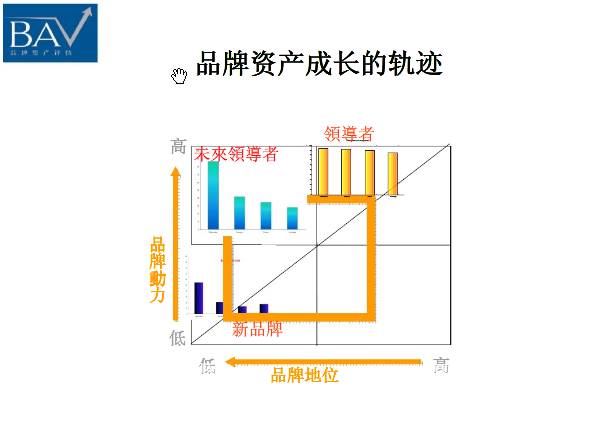 BAV
品牌资产评估
品牌资产成长的轨迹
領導者
高
未來領導者
品牌動力
新品牌
低
低
高
品牌地位